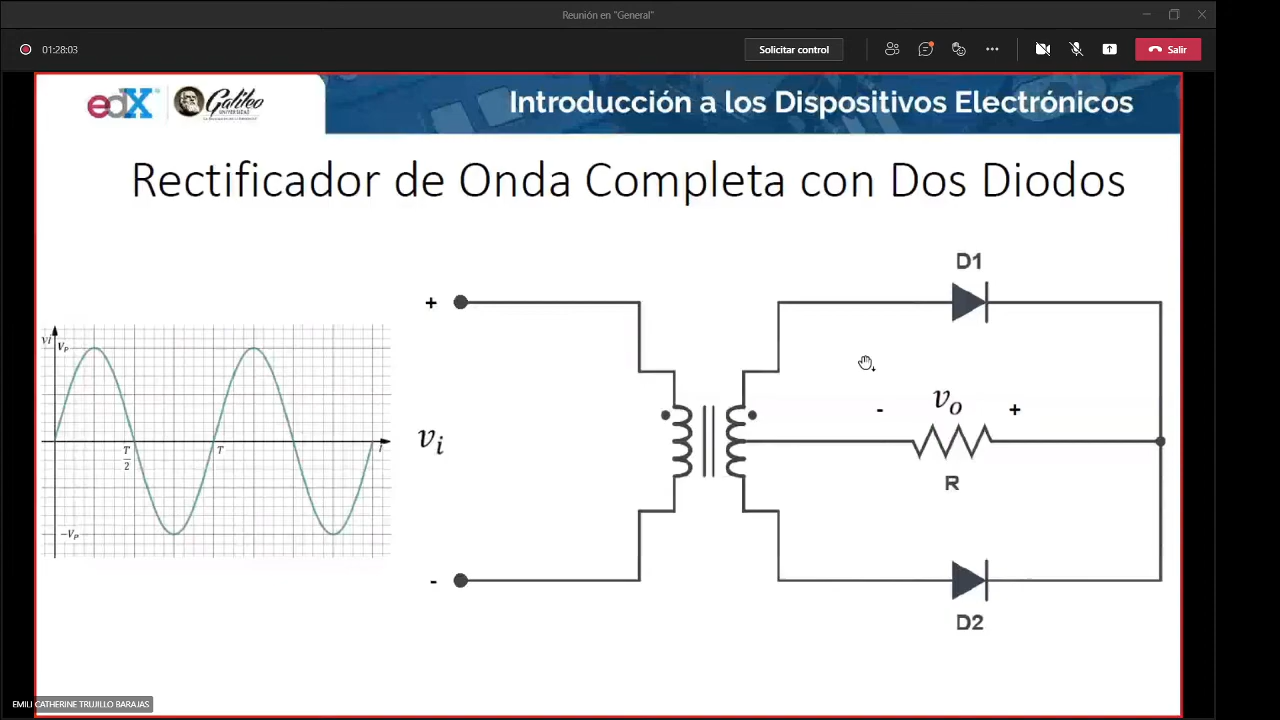 Reunión en "General"
01:28:03
Solicitar control
Salir
edX
Galileo
UNIVERSIDAD
Introducción a los Dispositivos Electrónicos
Rectificador de Onda Completa con Dos Diodos
D1
+
vi
VP
- vo +
T/2
T
t
vi
R
-VP
-
D2
EMILI CATHERINE TRUJILLO BARAJAS